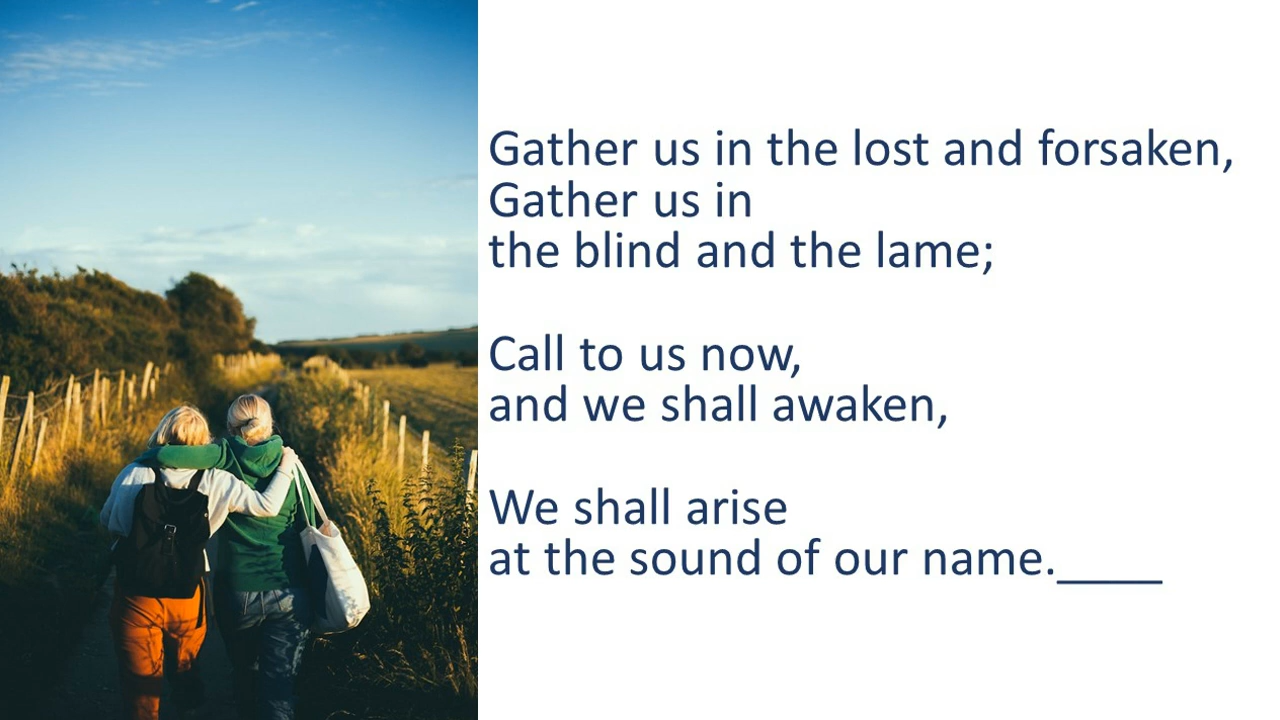 Gather us in the lost and forsaken,
Gather us in
the blind and the lame;
Call to us now,
and we shall awaken,
We shall arise
at the sound of our name.____